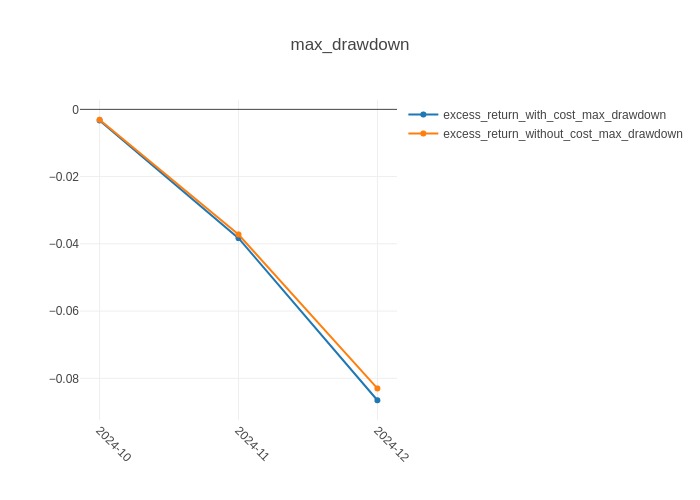 max_drawdown
0
−0.02
−0.04
−0.06
−0.08
2024-10
2024-11
2024-12
excess_return_with_cost_max_drawdown
excess_return_without_cost_max_drawdown